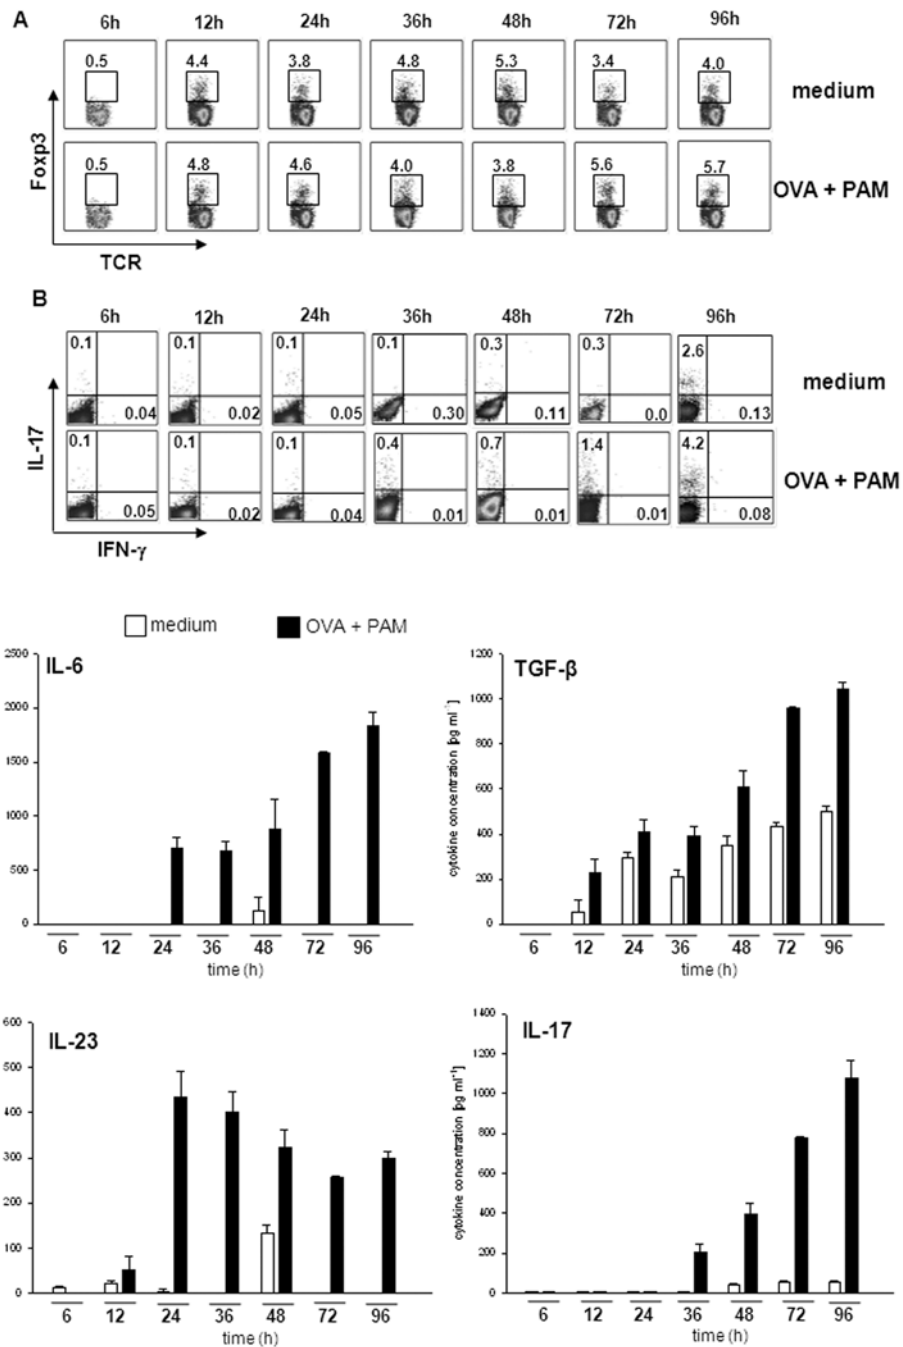 A
6h 12h 24h 36h 48h 72h 96h
0.5 4.4 3.8 4.8 5.3 3.4 4.0
medium
Foxp3
0.5 4.8 4.6 4.0 3.8 5.6 5.7
OVA + PAM
TCR
B
6h 12h 24h 36h 48h 72h 96h
0.1 0.1 0.1 0.1 0.3 0.3 2.6
medium
0.04 0.02 0.05 0.30 0.11 0.0 0.13
IL-17
0.1 0.1 0.1 0.4 0.7 1.4 4.2
OVA + PAM
0.05 0.02 0.04 0.01 0.01 0.01 0.08
IFN-γ
medium OVA + PAM
IL-6
2500
2000
1500
1000
500
0
6 12 24 36 48 72 96
time (h)
TGF-β
cytokine concentration [pg ml⁻¹]
1200
1000
800
600
400
200
0
6 12 24 36 48 72 96
time (h)
IL-23
600
500
400
300
200
100
0
6 12 24 36 48 72 96
time (h)
IL-17
cytokine concentration [pg ml⁻¹]
1400
1200
1000
800
600
400
200
0
6 12 24 36 48 72 96
time (h)